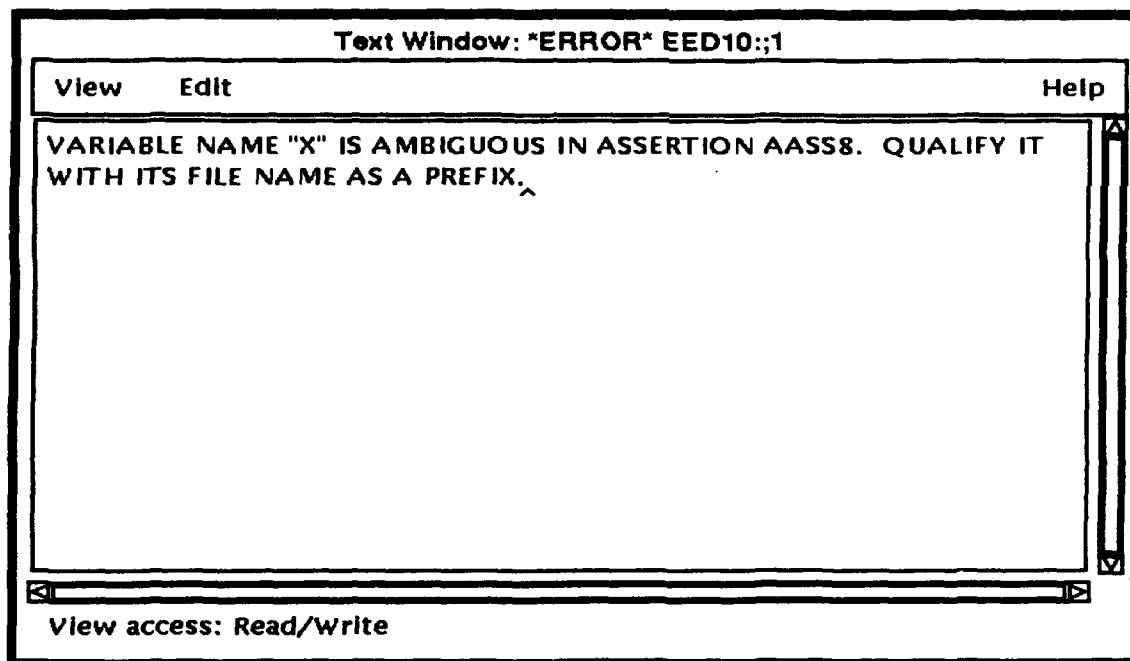 Text Window: *ERROR* EED10:;1
View Edit Help
VARIABLE NAME "X" IS AMBIGUOUS IN ASSERTION AASS8. QUALIFY IT
WITH ITS FILE NAME AS A PREFIX.
View access: Read/Write